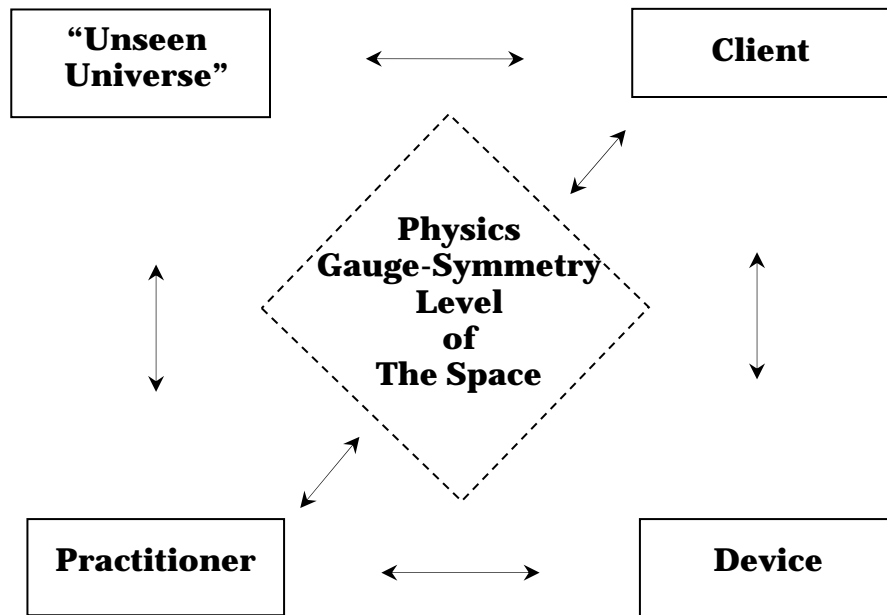 “Unseen
Universe”
Client
Physics
Gauge-Symmetry
Level
of
The Space
Practitioner
Device